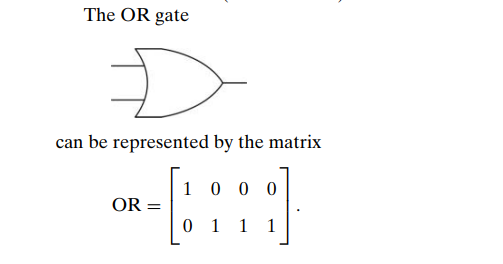 The OR gate
can be represented by the matrix
1 0 0 0
OR =
0 1 1 1
.